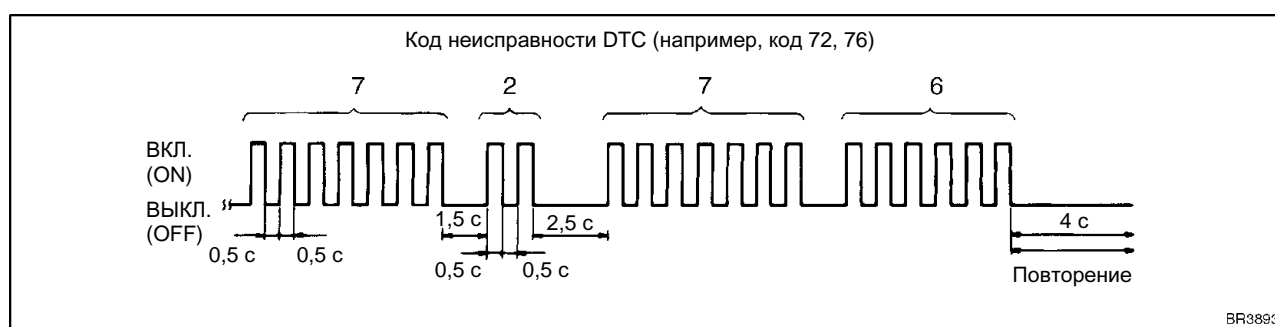 Код неисправности DTC (например, код 72, 76)
7 2 7 6
ВКЛ.
(ON)
ВЫКЛ.
(OFF)
1,5 с 2,5 с 4 с
0,5 с 0,5 с 0,5 с 0,5 с
Повторение
BR3893